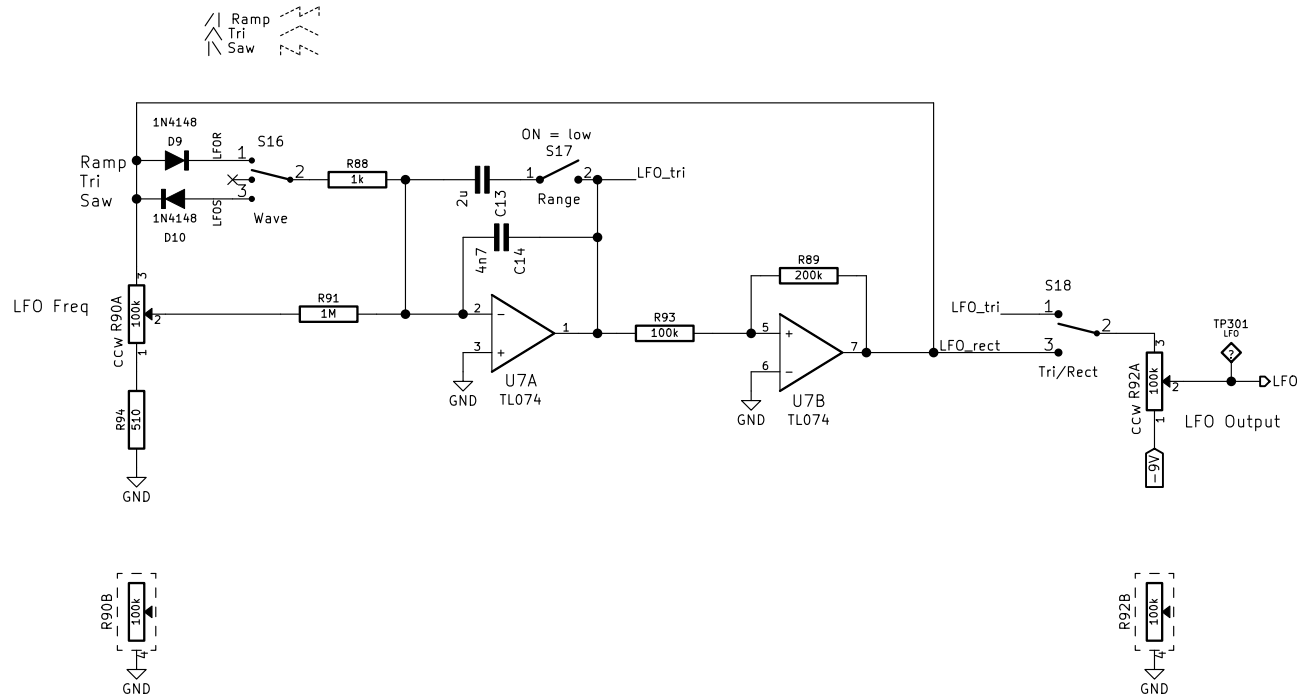 Ramp
Tri
Saw
1N4148
D9
LFOR
S16
1
2
3
Wave
Ramp
Tri
Saw
1N4148
D10
LFOS
R88
1k
ON = low
S17
1
2
Range
LFO_tri
2u
C13
4n7
C14
LFO Freq
3
R90A
100k
2
CCW
1
R91
1M
2
3
1
U7A
TL074
GND
R94
510
GND
R93
100k
R89
200k
5
6
7
U7B
TL074
GND
LFO_rect
LFO_tri
S18
1
2
3
Tri/Rect
3
R92A
100k
2
CCW
1
-9V
TP301
LFO
?
LFO
LFO Output
R90B
100k
4
GND
R92B
100k
4
GND